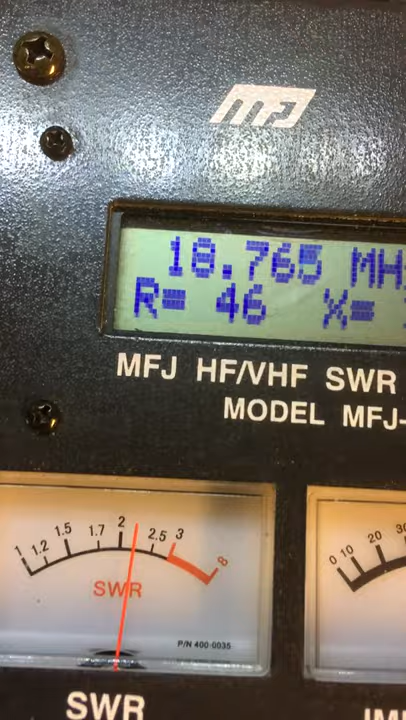 MFJ
18.765 MH
R= 46 X=
MFJ HF/VHF SWR
MODEL MFJ-
1 1.2 1.5 1.7 2 2.5 3 8
SWR
P/N 400-0035
0 10 20 30
SWR